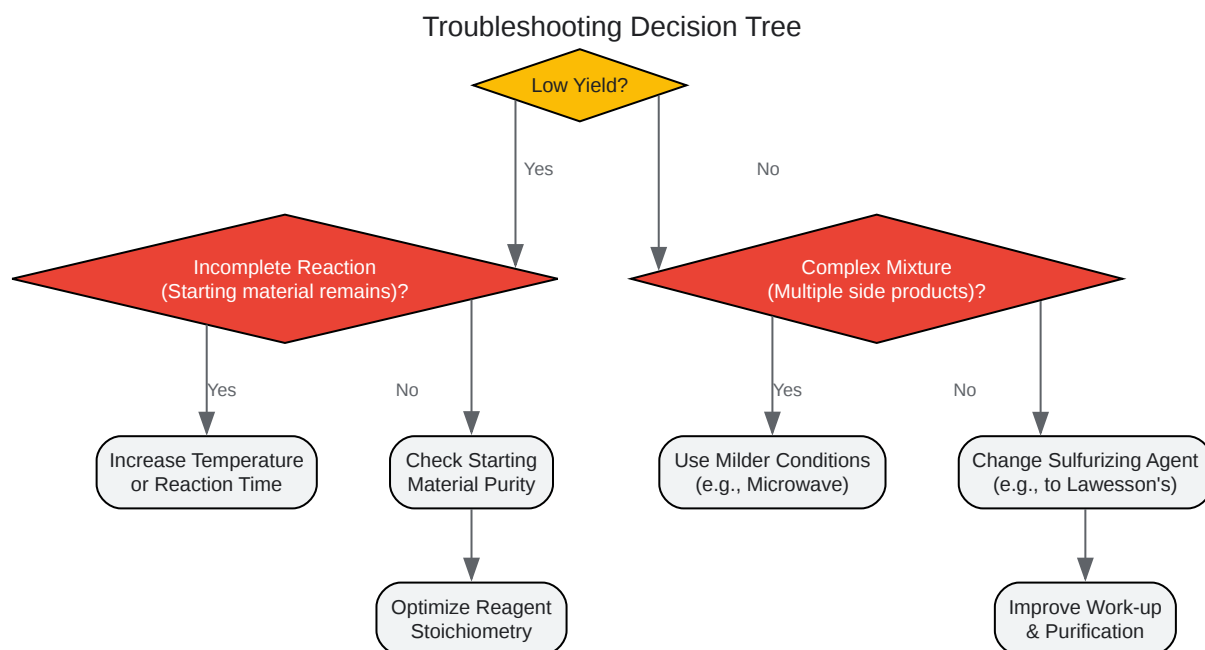 Troubleshooting Decision Tree
Low Yield?
Yes
No
Incomplete Reaction
(Starting material remains)?
Complex Mixture
(Multiple side products)?
Yes
No
Yes
No
Increase Temperature
or Reaction Time
Check Starting
Material Purity
Use Milder Conditions
(e.g., Microwave)
Change Sulfurizing Agent
(e.g., to Lawesson's)
Optimize Reagent
Stoichiometry
Improve Work-up
& Purification